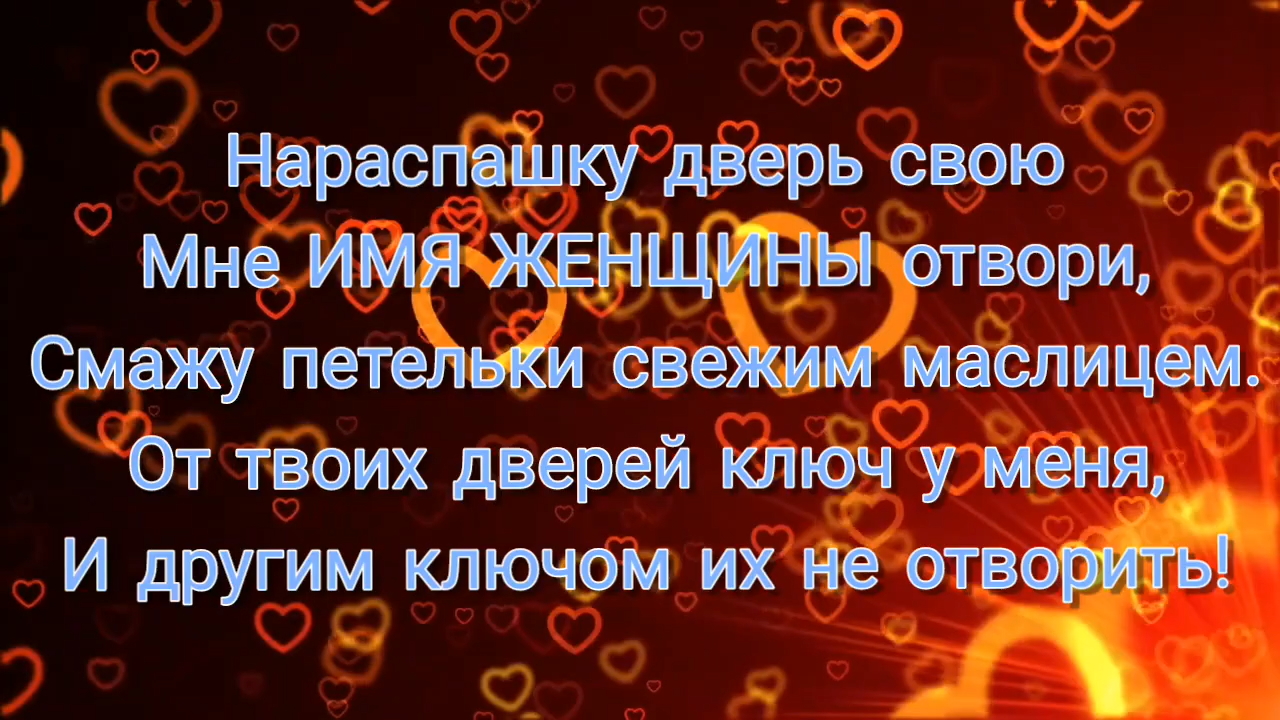 Нараспашку дверь свою
Мне ИМЯ ЖЕНЩИНЫ отвори,
Смажу петельки свежим маслицем.
От твоих дверей ключ у меня,
И другим ключом их не отворить!